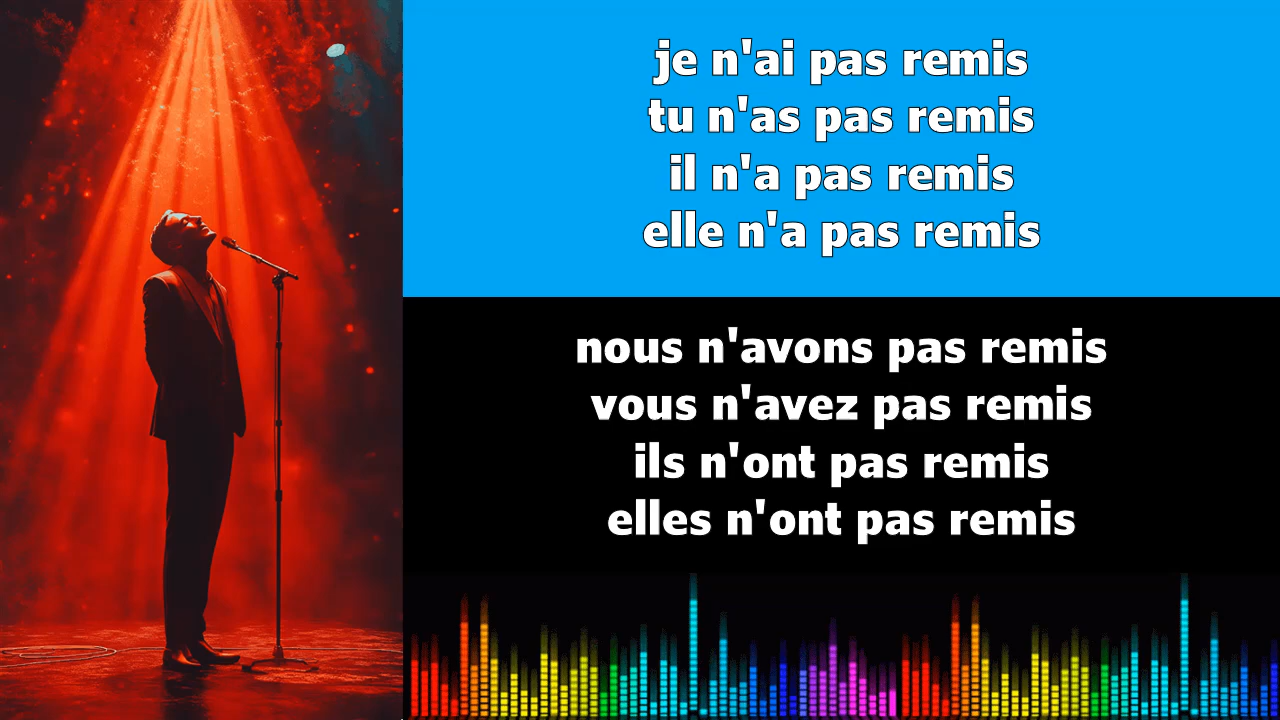 je n'ai pas remis
tu n'as pas remis
il n'a pas remis
elle n'a pas remis
nous n'avons pas remis
vous n'avez pas remis
ils n'ont pas remis
elles n'ont pas remis